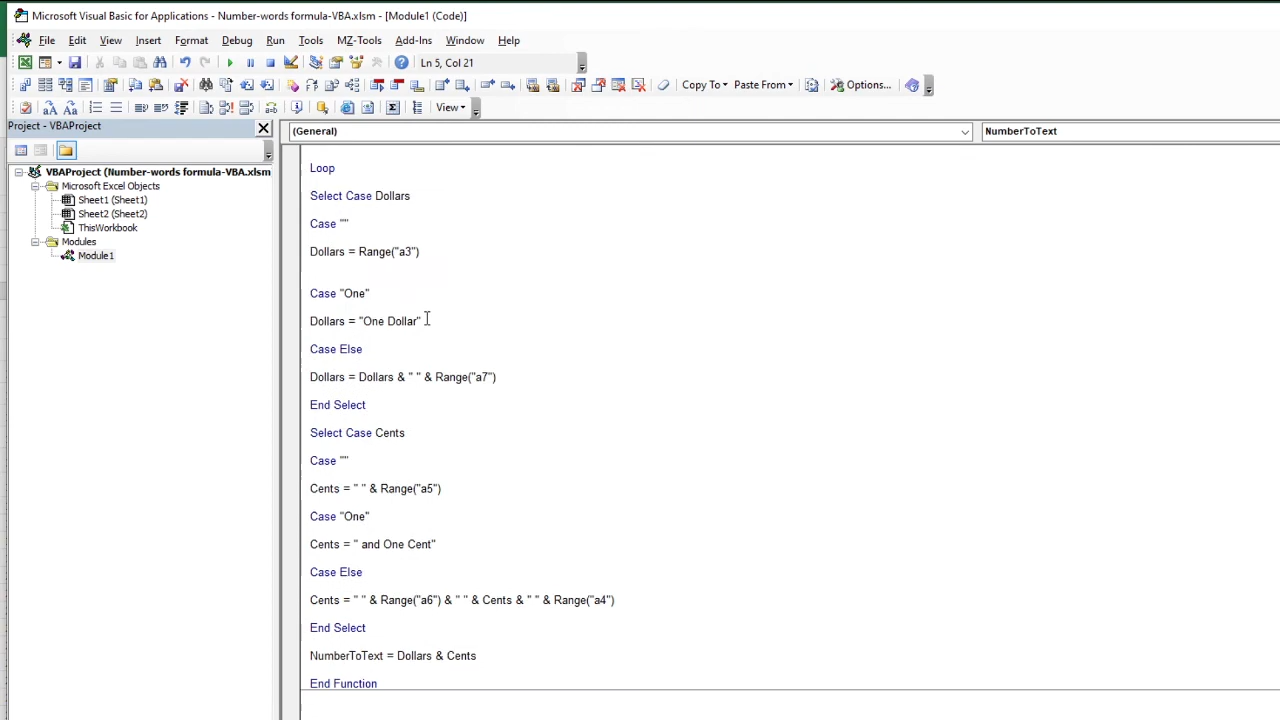 Microsoft Visual Basic for Applications - Number-words formula-VBA.xlsm - [Module1 (Code)]
File Edit View Insert Format Debug Run Tools MZ-Tools Add-Ins Window Help
Ln 5, Col 21
Copy To Paste From Options...
View
Project - VBAProject
(General) NumberToText
VBAProject (Number-words formula-VBA.xlsm
Microsoft Excel Objects
Sheet1 (Sheet1)
Sheet2 (Sheet2)
ThisWorkbook
Modules
Module1
Loop
Select Case Dollars
Case ""
Dollars = Range("a3")
Case "One"
Dollars = "One Dollar"
Case Else
Dollars = Dollars & " " & Range("a7")
End Select
Select Case Cents
Case ""
Cents = " " & Range("a5")
Case "One"
Cents = " and One Cent"
Case Else
Cents = " " & Range("a6") & " " & Cents & " " & Range("a4")
End Select
NumberToText = Dollars & Cents
End Function